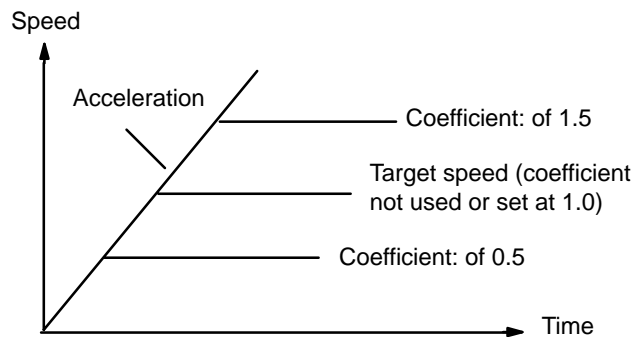 Speed
Acceleration
Coefficient: of 1.5
Target speed (coefficient
not used or set at 1.0)
Coefficient: of 0.5
Time